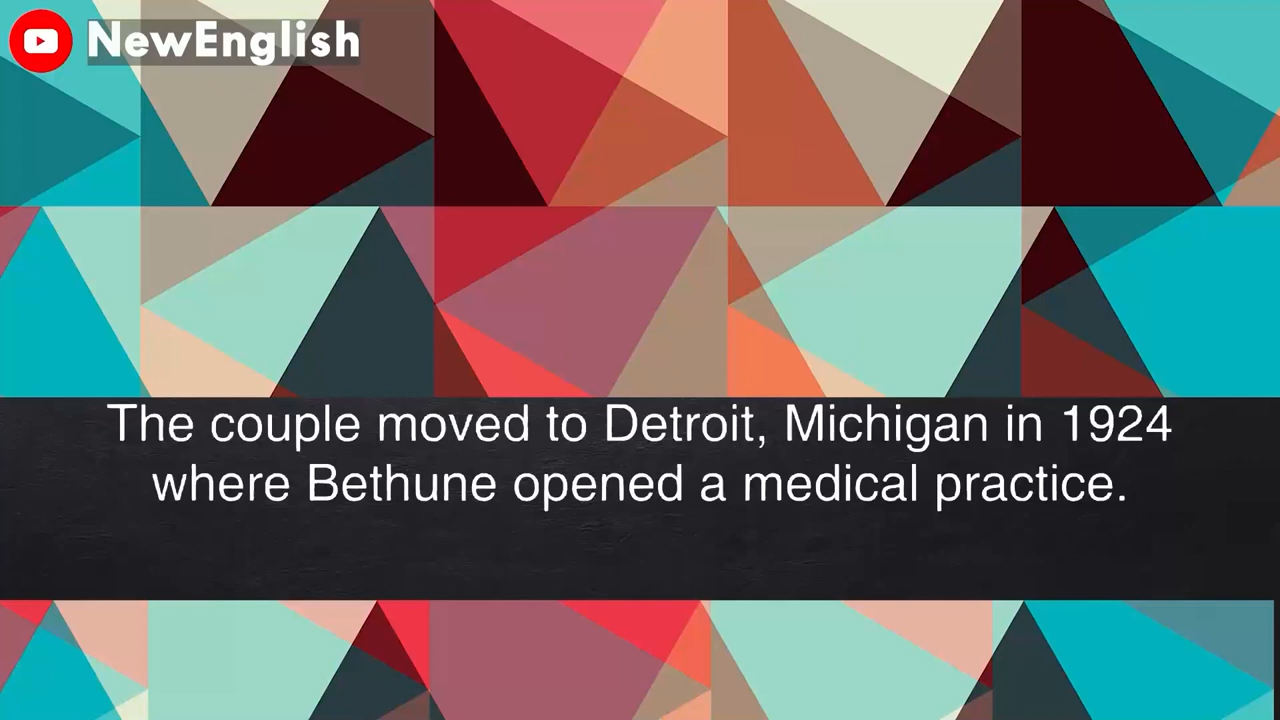 NewEnglish
The couple moved to Detroit, Michigan in 1924
where Bethune opened a medical practice.